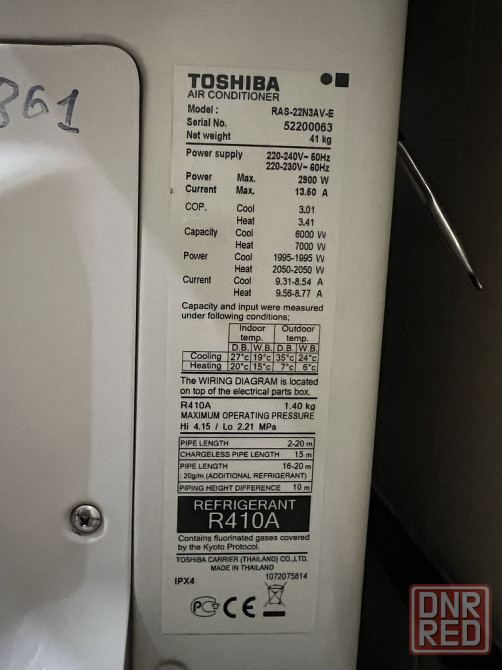 861
TOSHIBA
AIR CONDITIONER
Model : RAS-22N3AV-E
Serial No. 52200063
Net weight 41 kg
Power supply 220-240V~ 50Hz
220-230V~ 60Hz
Power Max. 2900 W
Current Max. 13.50 A
COP. Cool 3.01
Heat 3.41
Capacity Cool 6000 W
Heat 7000 W
Power Cool 1995-1995 W
Heat 2050-2050 W
Current Cool 9.31-8.54 A
Heat 9.56-8.77 A
Capacity and input were measured
under following conditions;
Indoor temp. Outdoor temp.
D.B. W.B. D.B. W.B.
Cooling 27°c 19°c 35°c 24°c
Heating 20°c 15°c 7°c 6°c
The WIRING DIAGRAM is located
on top of the electrical parts box.
R410A 1.40 kg
MAXIMUM OPERATING PRESSURE
Hi 4.15 / Lo 2.21 MPa
PIPE LENGTH 2-20 m
CHARGELESS PIPE LENGTH 15 m
PIPE LENGTH 16-20 m
20g/m (ADDITIONAL REFRIGERANT)
PIPING HEIGHT DIFFERENCE 10 m
REFRIGERANT
R410A
Contains fluorinated gases covered
by the Kyoto Protocol.
TOSHIBA CARRIER (THAILAND) CO.,LTD.
MADE IN THAILAND
IPX4 1072075814
PC CE
DNR
RED